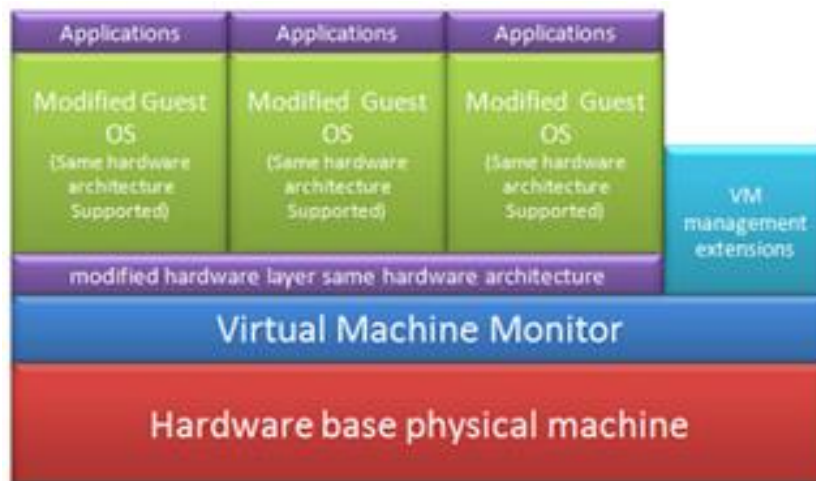 Applications
Applications
Applications
Modified Guest
OS
(Same hardware
architecture
Supported)
Modified Guest
OS
(Same hardware
architecture
Supported)
Modified Guest
OS
(Same hardware
architecture
Supported)
VM
management
extensions
modified hardware layer same hardware architecture
Virtual Machine Monitor
Hardware base physical machine